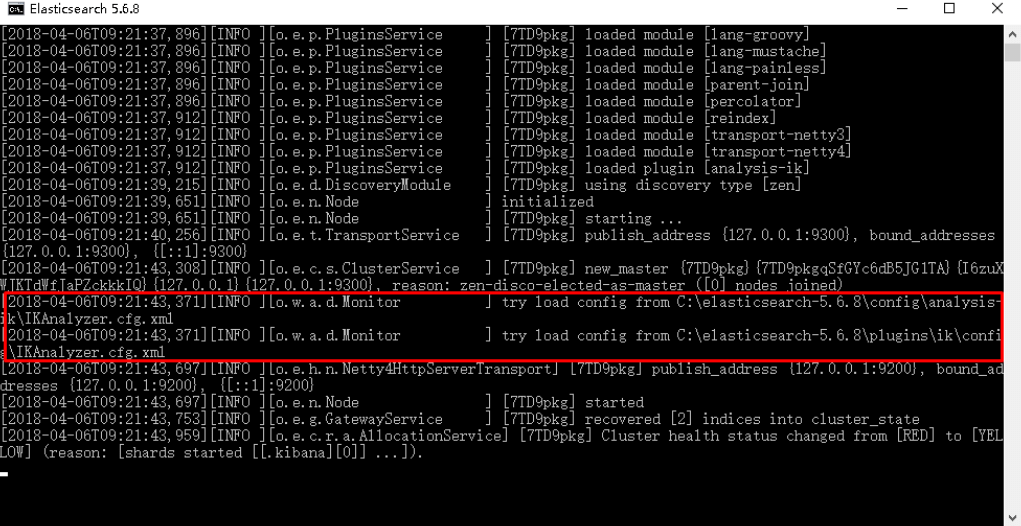 Elasticsearch 5.6.8
[2018-04-06T09:21:37,896][INFO ][o.e.p.PluginsService     ] [7TD9pkg] loaded module [lang-groovy]
[2018-04-06T09:21:37,896][INFO ][o.e.p.PluginsService     ] [7TD9pkg] loaded module [lang-mustache]
[2018-04-06T09:21:37,896][INFO ][o.e.p.PluginsService     ] [7TD9pkg] loaded module [lang-painless]
[2018-04-06T09:21:37,896][INFO ][o.e.p.PluginsService     ] [7TD9pkg] loaded module [parent-join]
[2018-04-06T09:21:37,896][INFO ][o.e.p.PluginsService     ] [7TD9pkg] loaded module [percolator]
[2018-04-06T09:21:37,912][INFO ][o.e.p.PluginsService     ] [7TD9pkg] loaded module [reindex]
[2018-04-06T09:21:37,912][INFO ][o.e.p.PluginsService     ] [7TD9pkg] loaded module [transport-netty3]
[2018-04-06T09:21:37,912][INFO ][o.e.p.PluginsService     ] [7TD9pkg] loaded module [transport-netty4]
[2018-04-06T09:21:37,912][INFO ][o.e.p.PluginsService     ] [7TD9pkg] loaded plugin [analysis-ik]
[2018-04-06T09:21:39,215][INFO ][o.e.d.DiscoveryModule    ] [7TD9pkg] using discovery type [zen]
[2018-04-06T09:21:39,651][INFO ][o.e.n.Node               ] initialized
[2018-04-06T09:21:39,651][INFO ][o.e.n.Node               ] [7TD9pkg] starting ...
[2018-04-06T09:21:40,256][INFO ][o.e.t.TransportService   ] [7TD9pkg] publish_address {127.0.0.1:9300}, bound_addresses
{127.0.0.1:9300}, {[::1]:9300}
[2018-04-06T09:21:43,308][INFO ][o.e.c.s.ClusterService   ] [7TD9pkg] new_master {7TD9pkg}{7TD9pkgqSfGYc6dB5JG1TA}{I6zuX
WJKTdWfJaPZckkkIQ}{127.0.0.1}{127.0.0.1:9300}, reason: zen-disco-elected-as-master ([0] nodes joined)
[2018-04-06T09:21:43,371][INFO ][o.w.a.d.Monitor          ] try load config from C:\elasticsearch-5.6.8\config\analysis-
ik\IKAnalyzer.cfg.xml
[2018-04-06T09:21:43,371][INFO ][o.w.a.d.Monitor          ] try load config from C:\elasticsearch-5.6.8\plugins\ik\confi
g\IKAnalyzer.cfg.xml
[2018-04-06T09:21:43,697][INFO ][o.e.h.n.Netty4HttpServerTransport] [7TD9pkg] publish_address {127.0.0.1:9200}, bound_ad
dresses {127.0.0.1:9200}, {[::1]:9200}
[2018-04-06T09:21:43,697][INFO ][o.e.n.Node               ] [7TD9pkg] started
[2018-04-06T09:21:43,753][INFO ][o.e.g.GatewayService     ] [7TD9pkg] recovered [2] indices into cluster_state
[2018-04-06T09:21:43,959][INFO ][o.e.c.r.a.AllocationService] [7TD9pkg] Cluster health status changed from [RED] to [YEL
LOW] (reason: [shards started [[.kibana][0]] ...]).